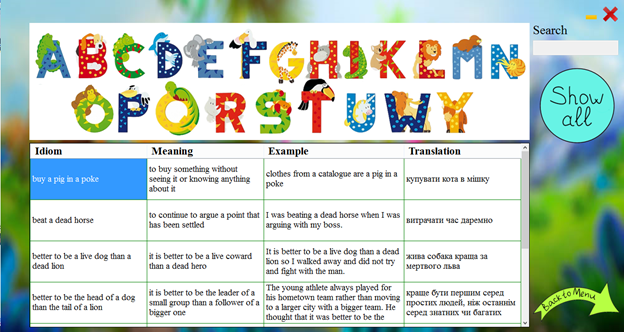 Search
A B C D E F G H I K L M N
O P Q R S T U W Y
Show
all
Idiom Meaning Example Translation
buy a pig in a poke
to buy something without
seeing it or knowing anything
about it
clothes from a catalogue are a pig in a
poke
купувати кота в мішку
beat a dead horse
to continue to argue a point that
has been settled
I was beating a dead horse when I was
arguing with my boss.
витрачати час даремно
better to be a live dog than a
dead lion
it is better to be a live coward
than a dead hero
It is better to be a live dog than a dead
lion so I walked away and did not try
and fight with the man.
жива собака краща за
мертвого льва
better to be the head of a dog
than the tail of a lion
it is better to be the leader of a
small group than a follower of a
bigger one
The young athlete always played for
his hometown team rather than moving
to a larger city with a bigger team. He
thought that it was better to be the
краще бути першим серед
простих людей, ніж останнім
серед знатних чи багатих
Back to Menu